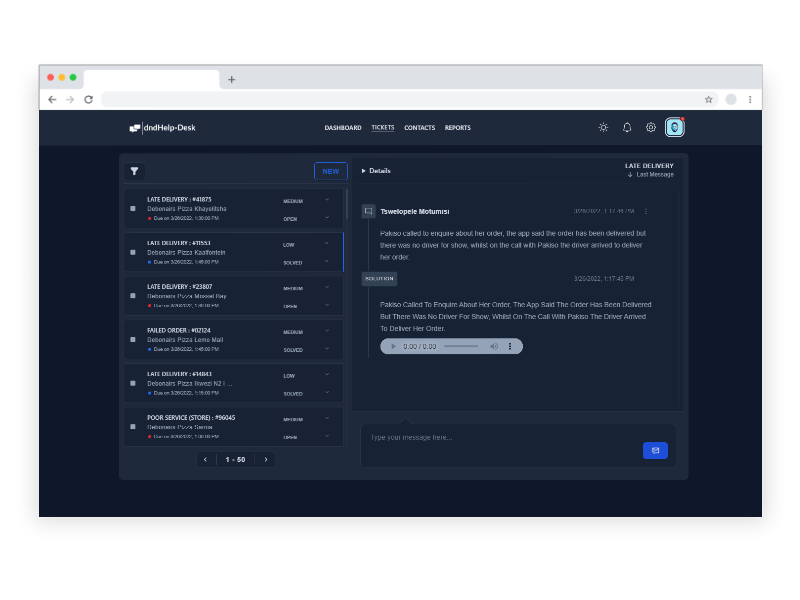 dndHelp-Desk
DASHBOARD TICKETS CONTACTS REPORTS
NEW
LATE DELIVERY : #41875
MEDIUM
Debonairs Pizza Khayelitsha
Due on 3/26/2022, 1:30:00 PM
OPEN
LATE DELIVERY : #11553
LOW
Debonairs Pizza Kaalfontein
Due on 3/26/2022, 1:45:00 PM
SOLVED
LATE DELIVERY : #23807
MEDIUM
Debonairs Pizza Mossel Bay
Due on 3/26/2022, 1:30:00 PM
OPEN
FAILED ORDER : #02124
MEDIUM
Debonairs Pizza Lemo Mall
Due on 3/26/2022, 1:45:00 PM
SOLVED
LATE DELIVERY : #14843
LOW
Debonairs Pizza Ikwezi N2 I ...
Due on 3/26/2022, 1:15:00 PM
SOLVED
POOR SERVICE (STORE) : #96045
MEDIUM
Debonairs Pizza Sarnia
Due on 3/26/2022, 1:00:00 PM
OPEN
1 - 50
Details
LATE DELIVERY
Last Message
Tswelopele Motumisi
3/26/2022, 1:17:46 PM
Pakiso called to enquire about her order, the app said the order has been delivered but
there was no driver for show, whilst on the call with Pakiso the driver arrived to deliver
her order.
SOLUTION
3/26/2022, 1:17:46 PM
Pakiso Called To Enquire About Her Order, The App Said The Order Has Been Delivered
But There Was No Driver For Show, Whilst On The Call With Pakiso The Driver Arrived
To Deliver Her Order.
0:00 / 0:00
Type your message here...